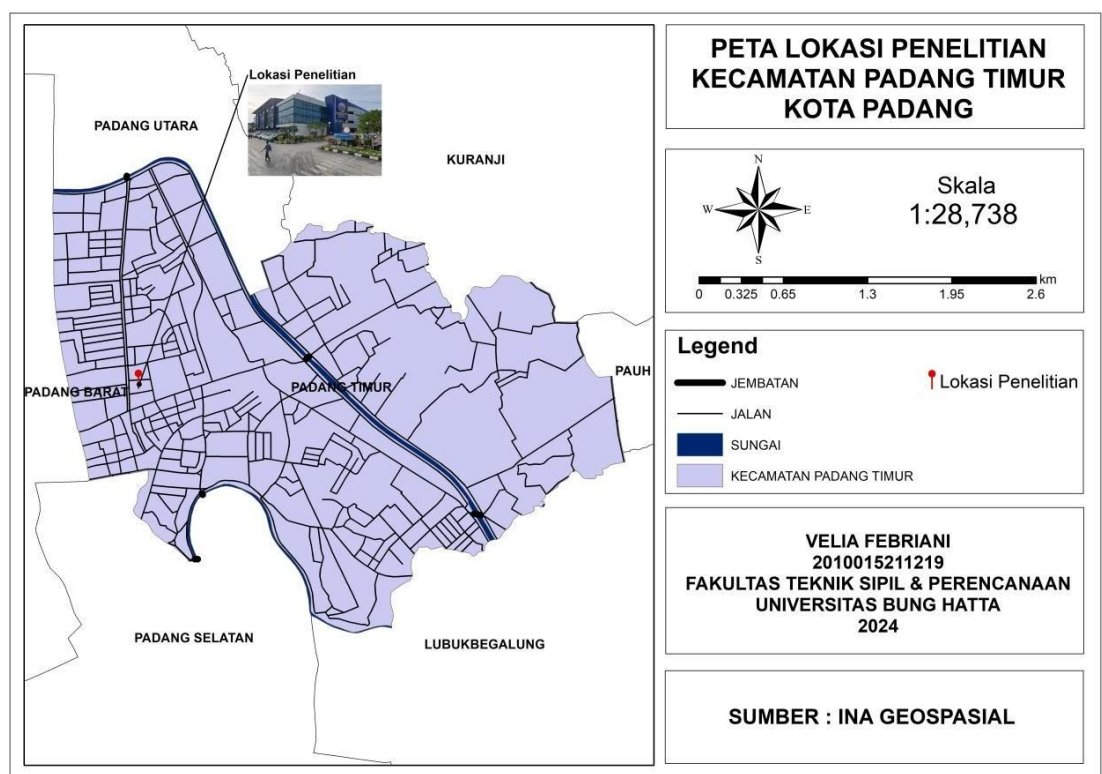 Lokasi Penelitian
PADANG UTARA
KURANJI
PADANG BARAT
PADANG TIMUR
PAUH
PADANG SELATAN
LUBUKBEGALUNG
PETA LOKASI PENELITIAN
KECAMATAN PADANG TIMUR
KOTA PADANG
N
W
E
S
Skala
1:28,738
km
0 0.325 0.65 1.3 1.95 2.6
Legend
JEMBATAN
Lokasi Penelitian
JALAN
SUNGAI
KECAMATAN PADANG TIMUR
VELIA FEBRIANI
2010015211219
FAKULTAS TEKNIK SIPIL & PERENCANAAN
UNIVERSITAS BUNG HATTA
2024
SUMBER : INA GEOSPASIAL